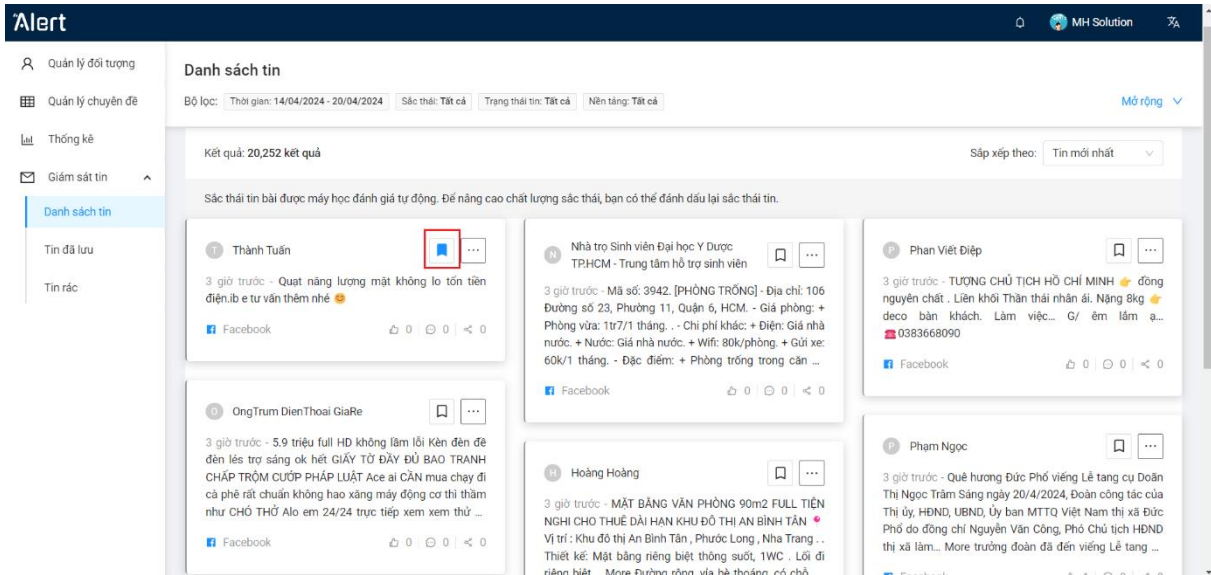 Alert
MH Solution
Quản lý đối tượng
Quản lý chuyên đề
Thống kê
Giám sát tin
Danh sách tin
Tin đã lưu
Tin rác
Danh sách tin
Bộ lọc: Thời gian: 14/04/2024 - 20/04/2024 Sắc thái: Tất cả Trạng thái tin: Tất cả Nền tảng: Tất cả
Mở rộng
Kết quả: 20,252 kết quả
Sắp xếp theo: Tin mới nhất
Sắc thái tin bài được máy học đánh giá tự động. Để nâng cao chất lượng sắc thái, bạn có thể đánh dấu lại sắc thái tin.
T Thành Tuấn
3 giờ trước - Quạt năng lượng mặt không lo tốn tiền
điện.ib e tư vấn thêm nhé 😊
Facebook 0 0 0
O OngTrum DienThoai GiaRe
3 giờ trước - 5.9 triệu full HD không lầm lỗi Kèn đèn đề
đèn lés trợ sáng ok hết GIẤY TỜ ĐẦY ĐỦ BAO TRANH
CHẤP TRỘM CƯỚP PHÁP LUẬT Ace ai CẦN mua chạy đi
cà phê rất chuẩn không hao xăng máy động cơ thì thầm
như CHÓ THỞ Alo em 24/24 trực tiếp xem xem thử ...
Facebook 0 0 0
N Nhà trọ Sinh viên Đại học Y Dược
TP.HCM - Trung tâm hỗ trợ sinh viên
3 giờ trước - Mã số: 3942. [PHÒNG TRỐNG] - Địa chỉ: 106
Đường số 23, Phường 11, Quận 6, HCM. - Giá phòng: +
Phòng vừa: 1tr7/1 tháng. . - Chi phí khác: + Điện: Giá nhà
nước. + Nước: Giá nhà nước. + Wifi: 80k/phòng. + Gửi xe:
60k/1 tháng. - Đặc điểm: + Phòng trống trong căn ...
Facebook 0 0 0
H Hoàng Hoàng
3 giờ trước - MẶT BẰNG VĂN PHÒNG 90m2 FULL TIỆN
NGHI CHO THUÊ DÀI HẠN KHU ĐÔ THỊ AN BÌNH TÂN 📍
Vị trí : Khu đô thị An Bình Tân , Phước Long , Nha Trang . .
Thiết kế: Mặt bằng riêng biệt thông suốt, 1WC . Lối đi
riêng biệt... More Đường rộng, vỉa hè thoáng, có chỗ
P Phan Viết Điệp
3 giờ trước - TƯỢNG CHỦ TỊCH HỒ CHÍ MINH 👉 đồng
nguyên chất . Liền khối Thần thái nhân ái. Nặng 8kg 👉
deco bàn khách. Làm việc... G/ êm lắm ạ...
☎️0383668090
Facebook 0 0 0
P Phạm Ngọc
3 giờ trước - Quê hương Đức Phổ viếng Lễ tang cụ Doãn
Thị Ngọc Trâm Sáng ngày 20/4/2024, Đoàn công tác của
Thị ủy, HĐND, UBND, Ủy ban MTTQ Việt Nam thị xã Đức
Phổ do đồng chí Nguyễn Văn Công, Phó Chủ tịch HĐND
thị xã làm... More trưởng đoàn đã đến viếng Lễ tang ...